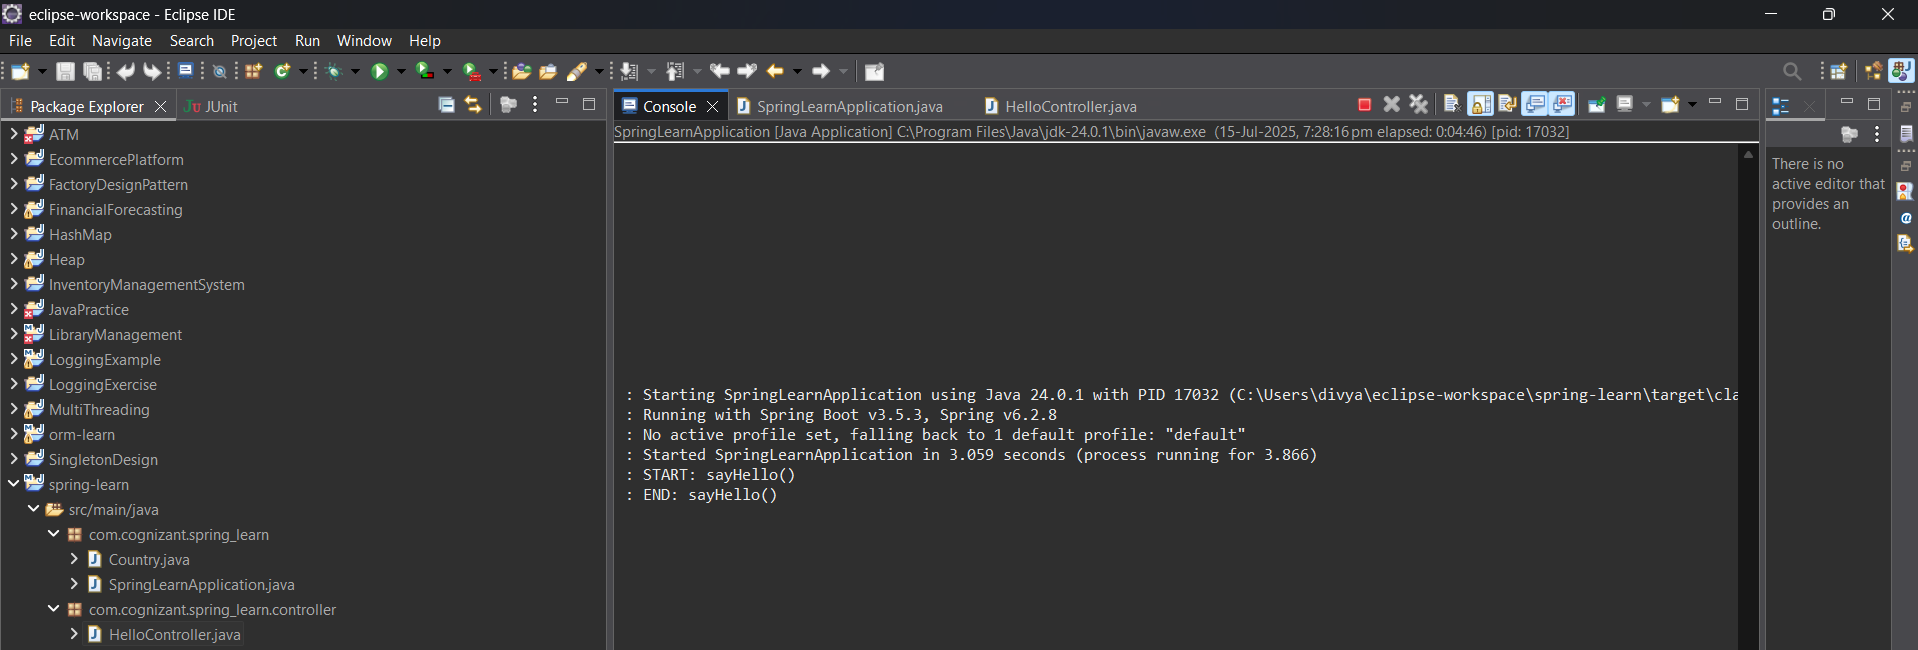 eclipse-workspace - Eclipse IDE
File Edit Navigate Search Project Run Window Help
Package Explorer
JUnit
ATM
EcommercePlatform
FactoryDesignPattern
FinancialForecasting
HashMap
Heap
InventoryManagementSystem
JavaPractice
LibraryManagement
LoggingExample
LoggingExercise
MultiThreading
orm-learn
SingletonDesign
spring-learn
src/main/java
com.cognizant.spring_learn
Country.java
SpringLearnApplication.java
com.cognizant.spring_learn.controller
HelloController.java
Console SpringLearnApplication.java HelloController.java
SpringLearnApplication [Java Application] C:\Program Files\Java\jdk-24.0.1\bin\javaw.exe (15-Jul-2025, 7:28:16 pm elapsed: 0:04:46) [pid: 17032]
: Starting SpringLearnApplication using Java 24.0.1 with PID 17032 (C:\Users\divya\eclipse-workspace\spring-learn\target\cla
: Running with Spring Boot v3.5.3, Spring v6.2.8
: No active profile set, falling back to 1 default profile: "default"
: Started SpringLearnApplication in 3.059 seconds (process running for 3.866)
: START: sayHello()
: END: sayHello()
There is no
active editor that
provides an
outline.